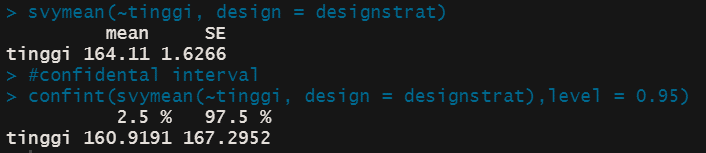 > svymean(~tinggi, design = designstrat)
mean SE
tinggi 164.11 1.6266
> #confidental interval
> confint(svymean(~tinggi, design = designstrat),level = 0.95)
2.5 % 97.5 %
tinggi 160.9191 167.2952